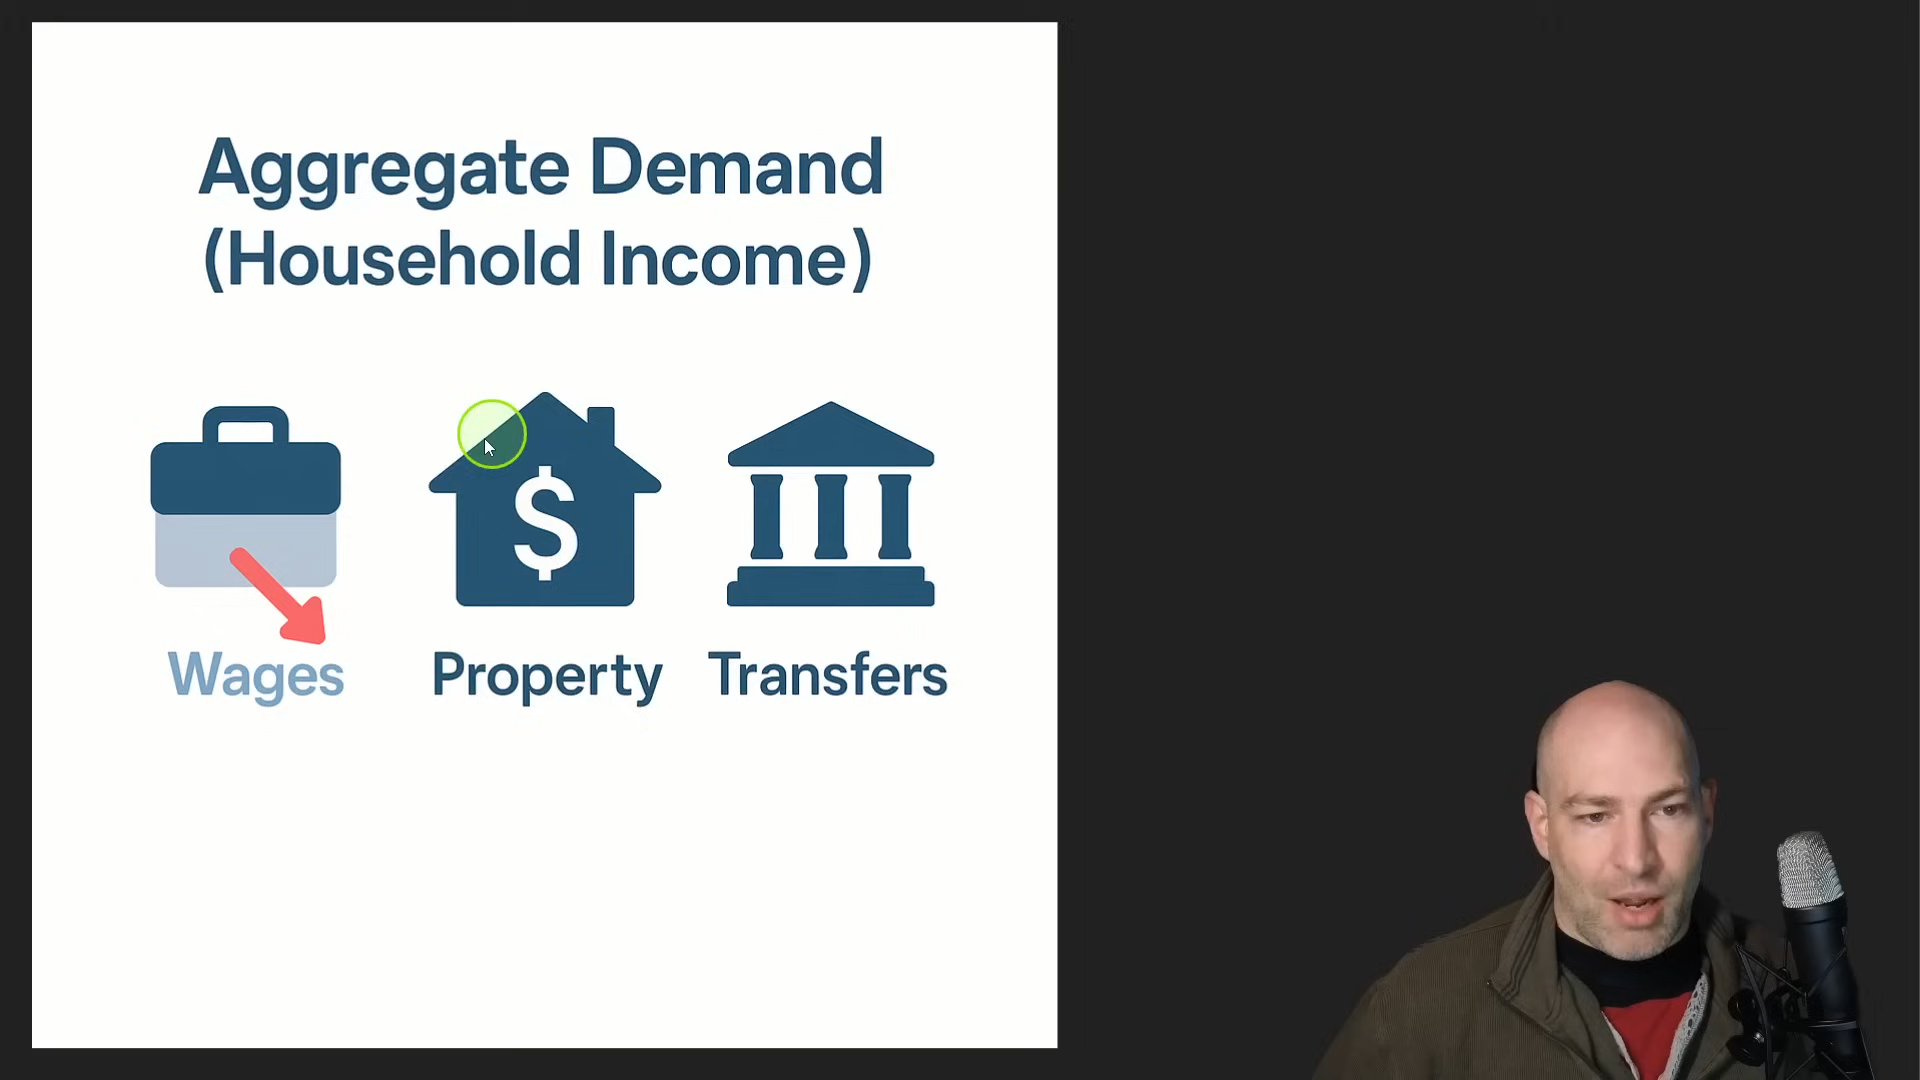 Aggregate Demand
(Household Income)
$
Wages Property Transfers